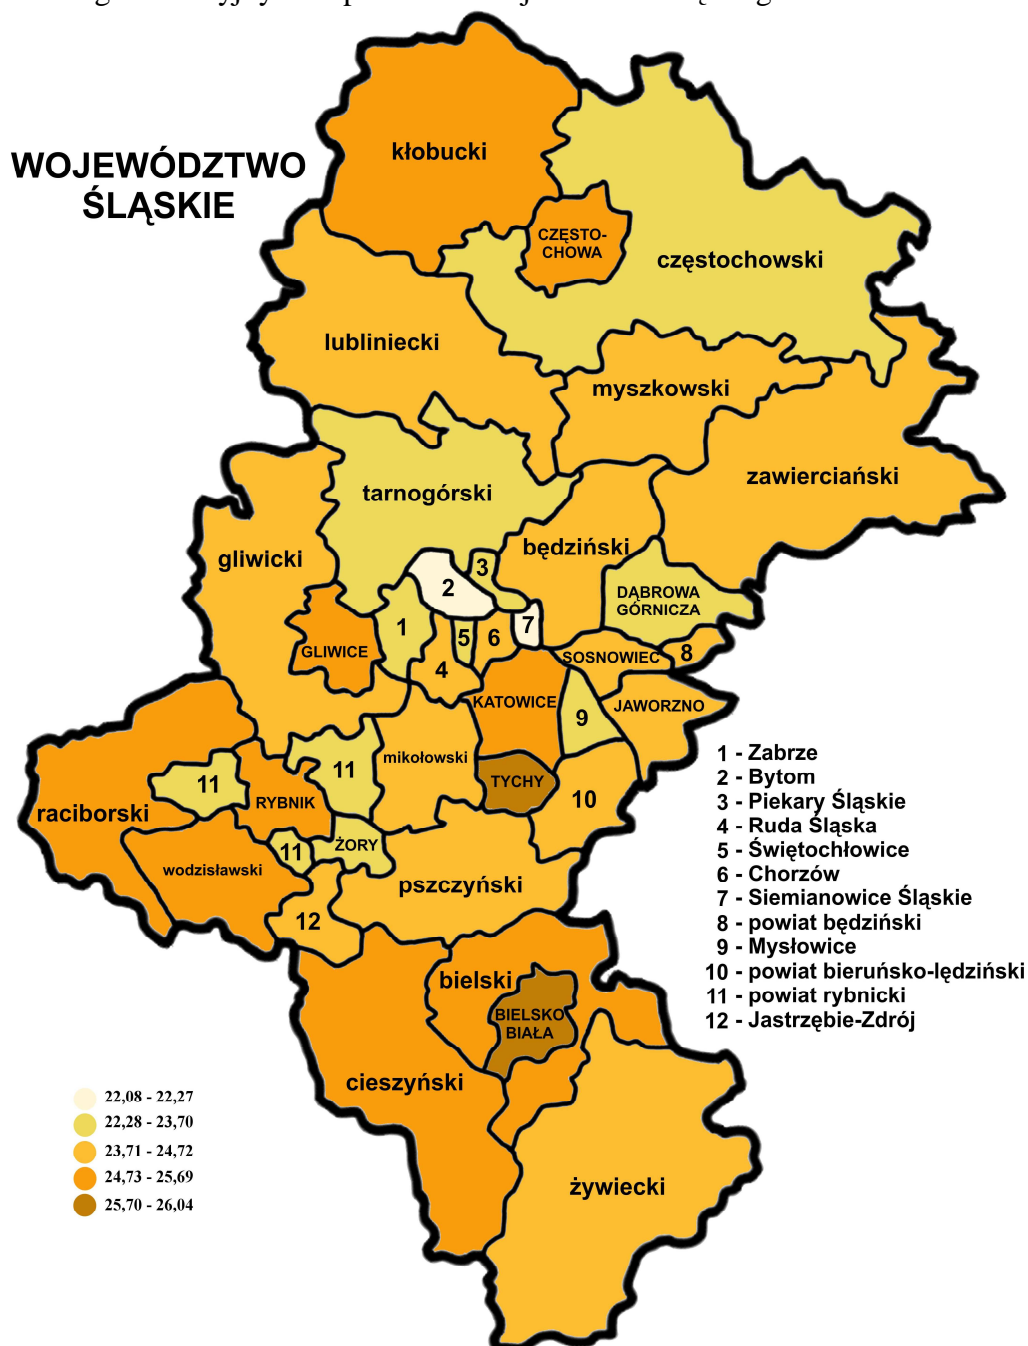 WOJEWÓDZTWO
ŚLĄSKIE
kłobucki
CZĘSTO-
CHOWA
częstochowski
lubliniecki
myszkowski
zawierciański
tarnogórski
będziński
gliwicki
DĄBROWA
GÓRNICZA
3
2
1
7
5
6
4
GLIWICE
SOSNOWIEC
8
KATOWICE
9
JAWORZNO
mikołowski
11
11
TYCHY
10
raciborski
RYBNIK
ŻORY
11
wodzisławski
pszczyński
12
1 - Zabrze
2 - Bytom
3 - Piekary Śląskie
4 - Ruda Śląska
5 - Świętochłowice
6 - Chorzów
7 - Siemianowice Śląskie
8 - powiat będziński
9 - Mysłowice
10 - powiat bieruńsko-lędziński
11 - powiat rybnicki
12 - Jastrzębie-Zdrój
bielski
BIELSKO
BIAŁA
cieszyński
żywiecki
22,08 - 22,27
22,28 - 23,70
23,71 - 24,72
24,73 - 25,69
25,70 - 26,04